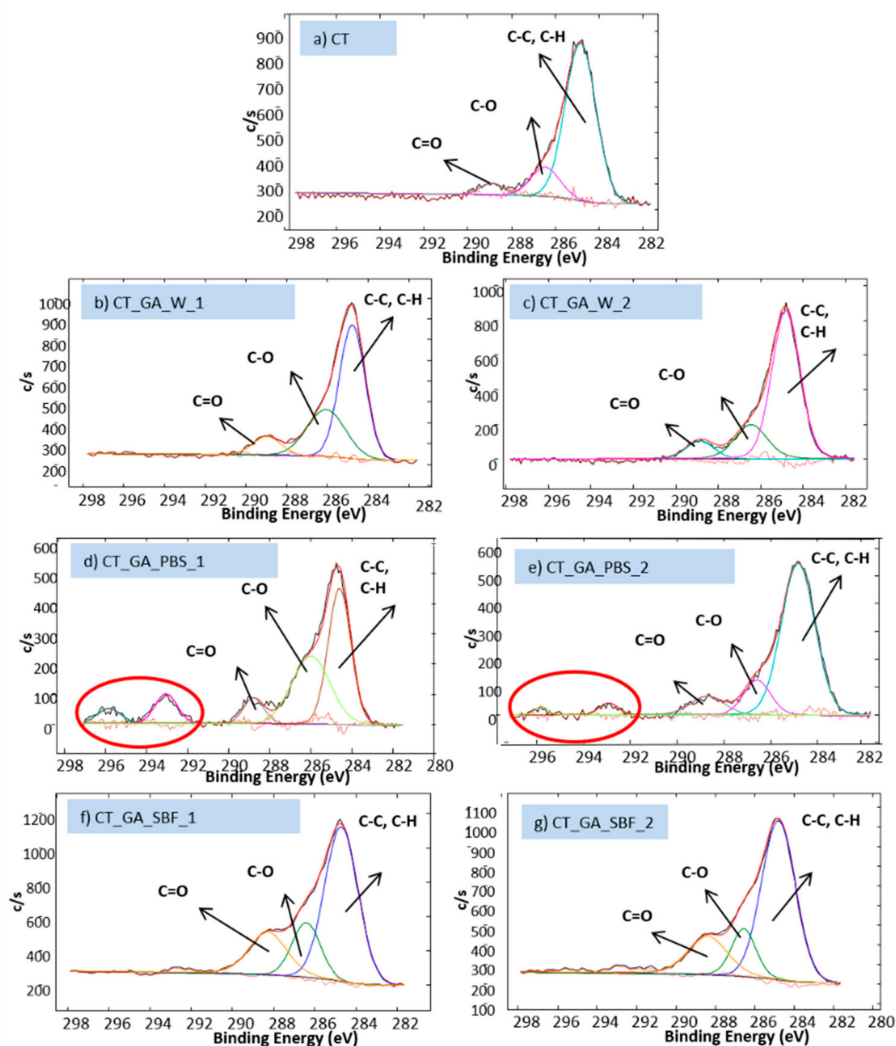 a) CT
C-C, C-H
C-O
C=O
c/s
900
800
700
600
500
400
300
200
298 296 294 292 290 288 286 284 282
Binding Energy (eV)
b) CT_GA_W_1
C-C, C-H
C-O
C=O
c/s
1000
900
800
700
600
500
400
300
200
298 296 294 292 290 288 286 284 282
Binding Energy (eV)
c) CT_GA_W_2
C-C,
C-H
C-O
C=O
c/s
1000
800
600
400
200
0
298 296 294 292 290 288 286 284 282
Binding Energy (eV)
d) CT_GA_PBS_1
C-C,
C-H
C-O
C=O
c/s
600
500
400
300
200
100
0
298 296 294 293 290 288 286 284 282 280
Binding Energy (eV)
e) CT_GA_PBS_2
C-C, C-H
C-O
C=O
c/s
600
500
400
300
200
100
0
298 296 294 292 290 288 286 284 282
Binding Energy (eV)
f) CT_GA_SBF_1
C-C, C-H
C-O
C=O
c/s
1200
1000
800
600
400
200
298 296 294 292 290 288 286 284 282
Binding Energy (eV)
g) CT_GA_SBF_2
C-C, C-H
C-O
C=O
c/s
1100
1000
900
800
700
600
500
400
300
200
100
298 296 294 292 290 288 286 284 282 280
Binding Energy (eV)